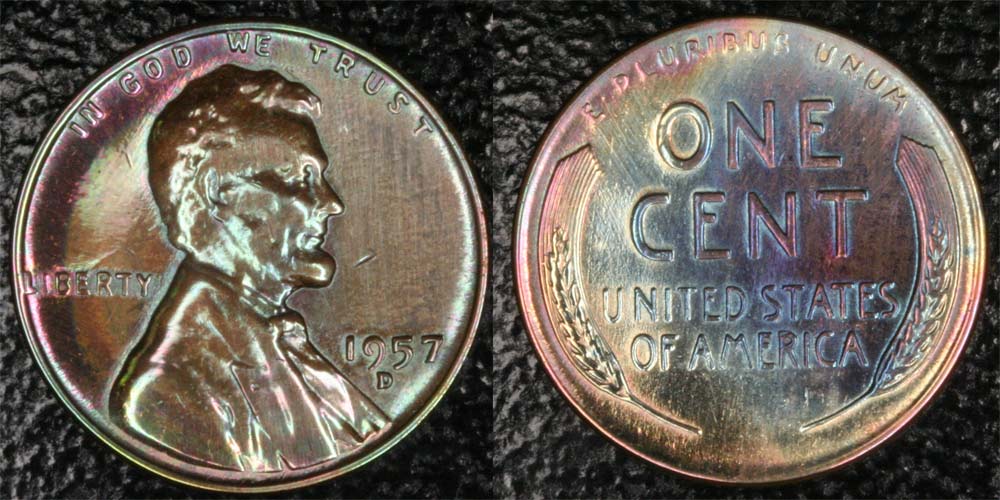 IN GOD WE TRUST
LIBERTY
1957
D
E PLURIBUS UNUM
ONE
CENT
UNITED STATES
OF AMERICA